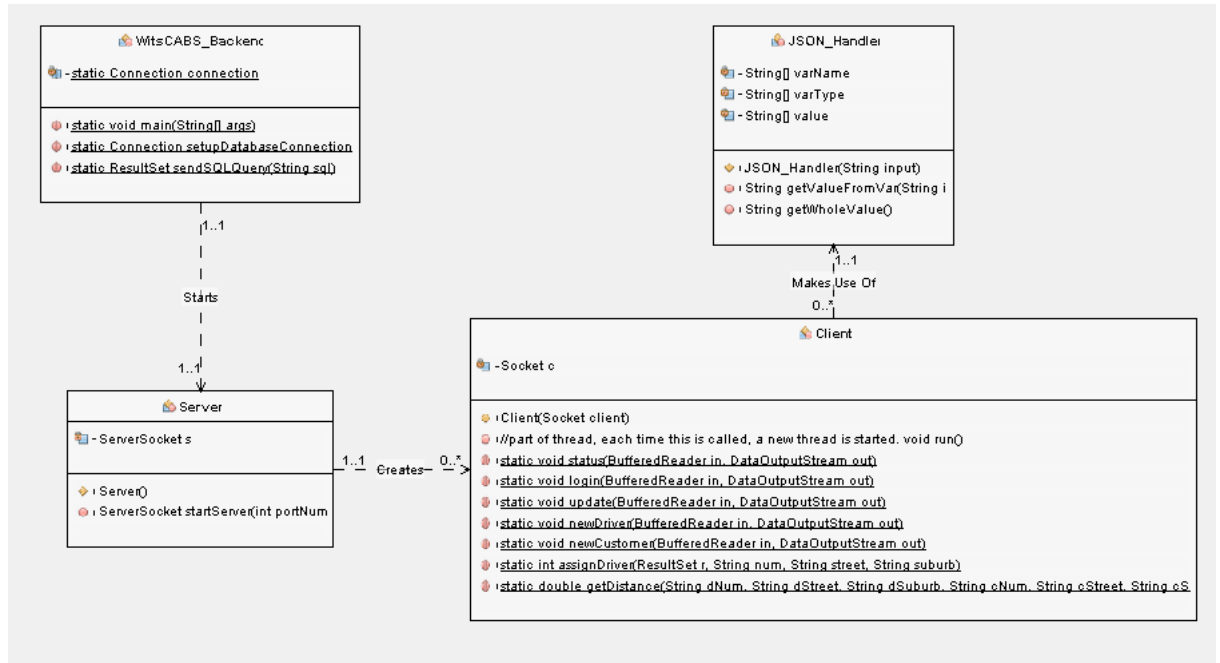 WitsCABS_Backend
- static Connection connection
static void main(String[] args)
static Connection setupDatabaseConnection
static ResultSet sendSQLQuery(String sql)
JSON_Handler
- String[] varName
- String[] varType
- String[] value
JSON_Handler(String input)
String getValueFromVar(String i
String getWholeValue()
1..1
Starts
1..1
1..1
Makes Use Of
0..*
Server
- ServerSocket s
Server()
ServerSocket startServer(int portNum
1..1
Creates
0..*
Client
- Socket c
Client(Socket client)
//part of thread, each time this is called, a new thread is started. void run()
static void status(BufferedReader in, DataOutputStream out)
static void login(BufferedReader in, DataOutputStream out)
static void update(BufferedReader in, DataOutputStream out)
static void newDriver(BufferedReader in, DataOutputStream out)
static void newCustomer(BufferedReader in, DataOutputStream out)
static int assignDriver(ResultSet r, String num, String street, String suburb)
static double getDistance(String dNum, String dStreet, String dSuburb, String cNum, String cStreet, String cS